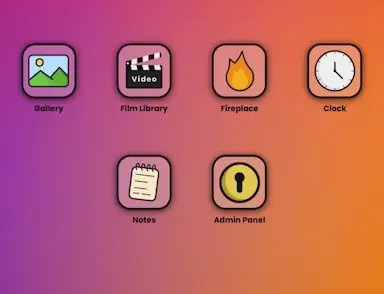 Video
Gallery
Film Library
Fireplace
Clock
Notes
Admin Panel